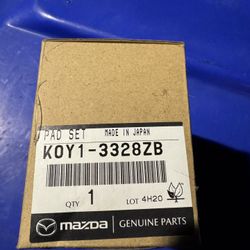 PAD SET MADE IN JAPAN
K0Y1-3328ZB
QTY 1 LOT 4H20
mazda GENUINE PARTS